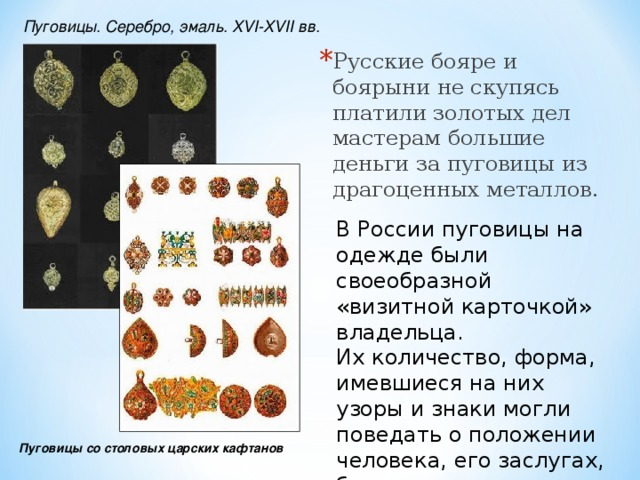 Пуговицы. Серебро, эмаль. XVI-XVII вв.
*Русские бояре и
боярыни не скупясь
платили золотых дел
мастерам большие
деньги за пуговицы из
драгоценных металлов.
В России пуговицы на
одежде были
своеобразной
«визитной карточкой»
владельца.
Их количество, форма,
имевшиеся на них
узоры и знаки могли
поведать о положении
человека, его заслугах,
Пуговицы со столовых царских кафтанов